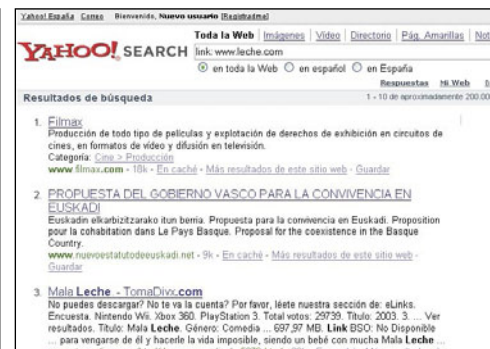 Yahoo! España Correo Bienvenido, Nuevo usuario [Registradme]
Toda la Web | Imágenes | Vídeo | Directorio | Pág. Amarillas | Not
YAHOO! SEARCH link: www.leche.com
en toda la Web en español en España
Respuestas Mi Web
Resultados de búsqueda 1 - 10 de aproximadamente 200.00
1. Filmax
Producción de todo tipo de películas y explotación de derechos de exhibición en circuitos de
cines, en formatos de vídeo y difusión en televisión.
Categoría: Cine > Producción
www.filmax.com - 18k - En caché - Más resultados de este sitio web - Guardar
2. PROPUESTA DEL GOBIERNO VASCO PARA LA CONVIVENCIA EN
EUSKADI
Euskadin elkarbizitzarako itun berria. Propuesta para la convivencia en Euskadi. Proposition
pour la cohabitation dans Le Pays Basque. Proposal for the coexistence in the Basque
Country.
www.nuevoestatutodeeuskadi.net - 9k - En caché - Más resultados de este sitio web -
Guardar
3. Mala Leche - TomaDivx.com
No puedes descargar? No te va la cuenta? Por favor, léete nuestra sección de: eLinks.
Encuesta. Nintendo Wii. Xbox 360. PlayStation 3. Total votos: 29739. Título: 2003. 3. ... Ver
resultados. Título: Mala Leche. Género: Comedia ... 697,97 MB. Link BSO: No Disponible
... para vengarse de él y hacerle la vida imposible, siendo un bebé con mucha Mala Leche ...